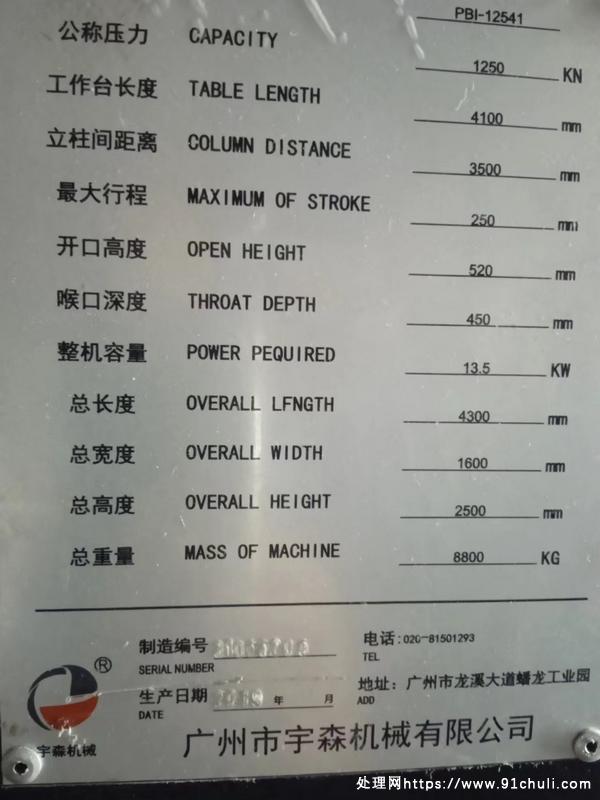 PBI-12541
公称压力 CAPACITY 1250 KN
工作台长度 TABLE LENGTH 4100 mm
立柱间距离 COLUMN DISTANCE 3500 mm
最大行程 MAXIMUM OF STROKE 250 mm
开口高度 OPEN HEIGHT 520 mm
喉口深度 THROAT DEPTH 450 mm
整机容量 POWER PEQUIRED 13.5 KW
总长度 OVERALL LFNGTH 4300 mm
总宽度 OVERALL WIDTH 1600 mm
总高度 OVERALL HEIGHT 2500 mm
总重量 MASS OF MACHINE 8800 KG
制造编号
SERIAL NUMBER
电话:020-81501293
TEL
生产日期 年 月
DATE
地址: 广州市龙溪大道蟠龙工业园
ADD
®
宇森机械
广州市宇森机械有限公司
处理网https://www.91chuli.com